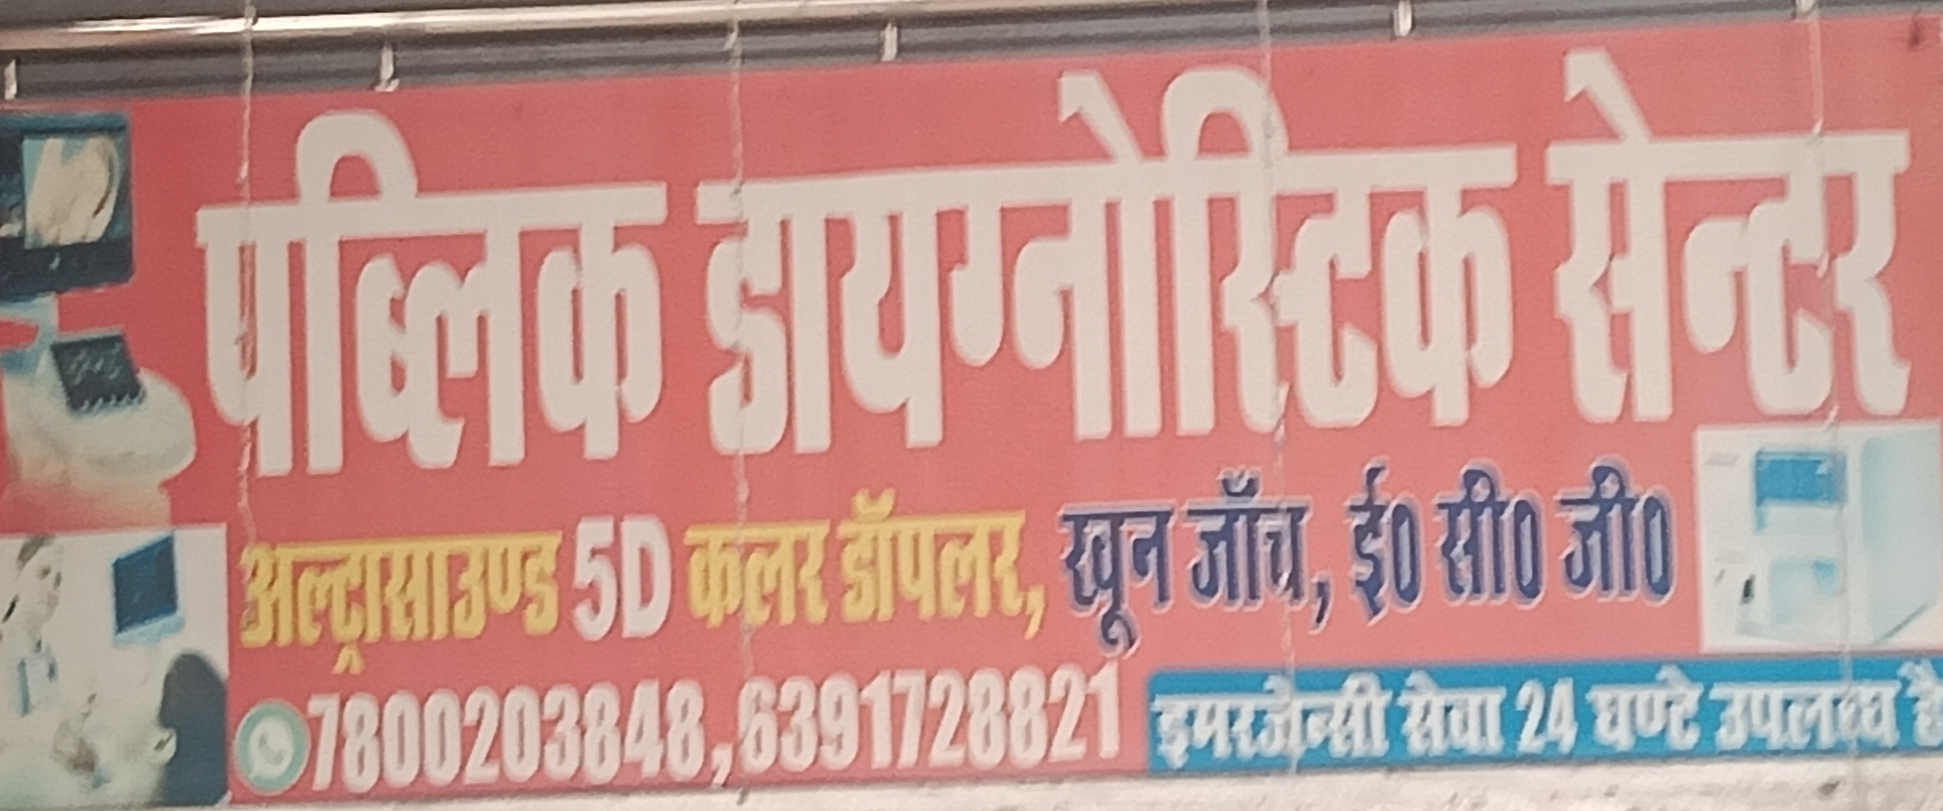 पब्लिक डायग्नोस्टिक सेन्टर
अल्ट्रासाउण्ड 5D कलर डॉपलर, खून जॉंच, ई० सी० जी०
7800203848,6391728821 इमरजेन्सी सेवा 24 घण्टे उपलब्ध है